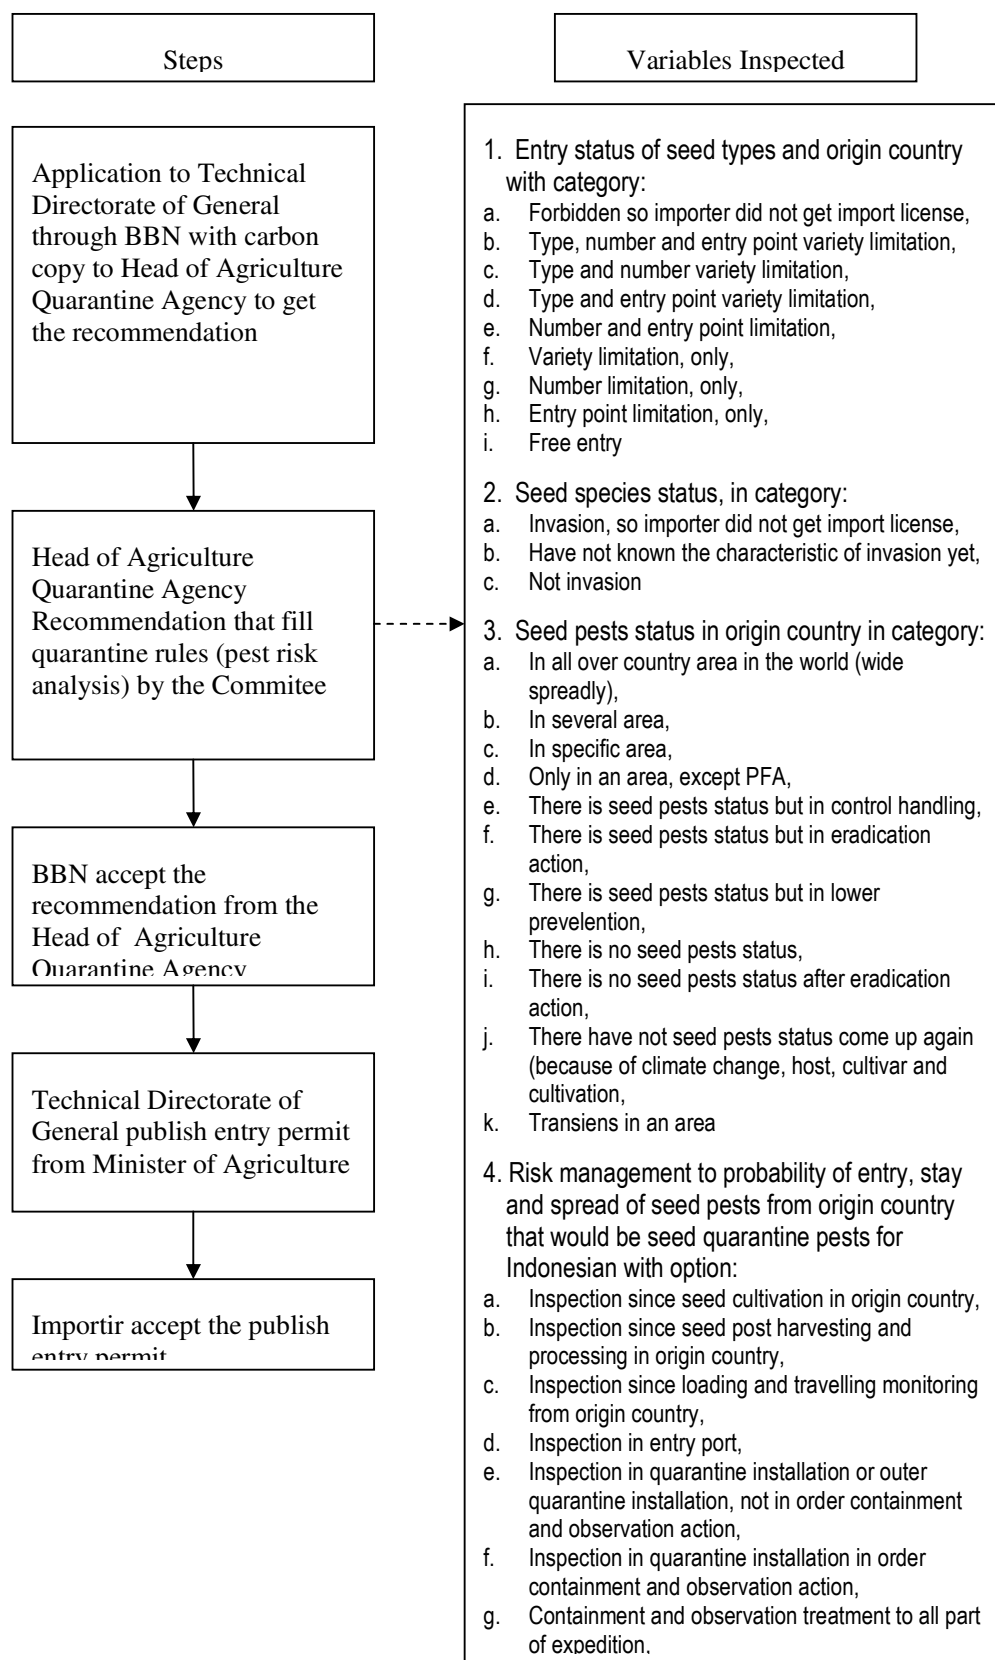 Steps
Variables Inspected
Application to Technical
Directorate of General
through BBN with carbon
copy to Head of Agriculture
Quarantine Agency to get
the recommendation
Head of Agriculture
Quarantine Agency
Recommendation that fill
quarantine rules (pest risk
analysis) by the Commitee
BBN accept the
recommendation from the
Head of Agriculture
Quarantine Agency
Technical Directorate of
General publish entry permit
from Minister of Agriculture
Importir accept the publish
entry permit
1. Entry status of seed types and origin country
with category:
a. Forbidden so importer did not get import license,
b. Type, number and entry point variety limitation,
c. Type and number variety limitation,
d. Type and entry point variety limitation,
e. Number and entry point limitation,
f. Variety limitation, only,
g. Number limitation, only,
h. Entry point limitation, only,
i. Free entry
2. Seed species status, in category:
a. Invasion, so importer did not get import license,
b. Have not known the characteristic of invasion yet,
c. Not invasion
3. Seed pests status in origin country in category:
a. In all over country area in the world (wide
spreadly),
b. In several area,
c. In specific area,
d. Only in an area, except PFA,
e. There is seed pests status but in control handling,
f. There is seed pests status but in eradication
action,
g. There is seed pests status but in lower
prevelention,
h. There is no seed pests status,
i. There is no seed pests status after eradication
action,
j. There have not seed pests status come up again
(because of climate change, host, cultivar and
cultivation,
k. Transiens in an area
4. Risk management to probability of entry, stay
and spread of seed pests from origin country
that would be seed quarantine pests for
Indonesian with option:
a. Inspection since seed cultivation in origin country,
b. Inspection since seed post harvesting and
processing in origin country,
c. Inspection since loading and travelling monitoring
from origin country,
d. Inspection in entry port,
e. Inspection in quarantine installation or outer
quarantine installation, not in order containment
and observation action,
f. Inspection in quarantine installation in order
containment and observation action,
g. Containment and observation treatment to all part
of expedition,